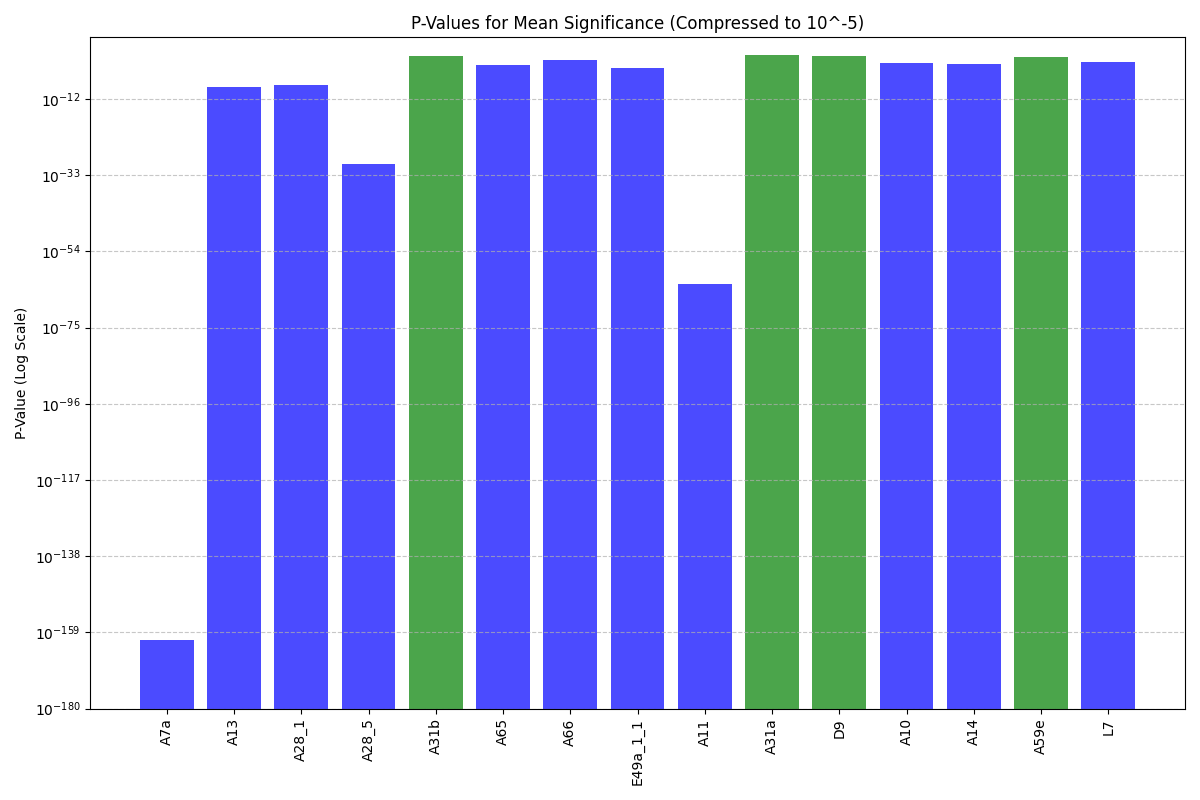 P-Values for Mean Significance (Compressed to 10^-5)
P-Value (Log Scale)
10⁻¹²
10⁻³³
10⁻⁵⁴
10⁻⁷⁵
10⁻⁹⁶
10⁻¹¹⁷
10⁻¹³⁸
10⁻¹⁵⁹
10⁻¹⁸⁰
A7a
A13
A28_1
A28_5
A31b
A65
A66
E49a_1_1
A11
A31a
D9
A10
A14
A59e
L7